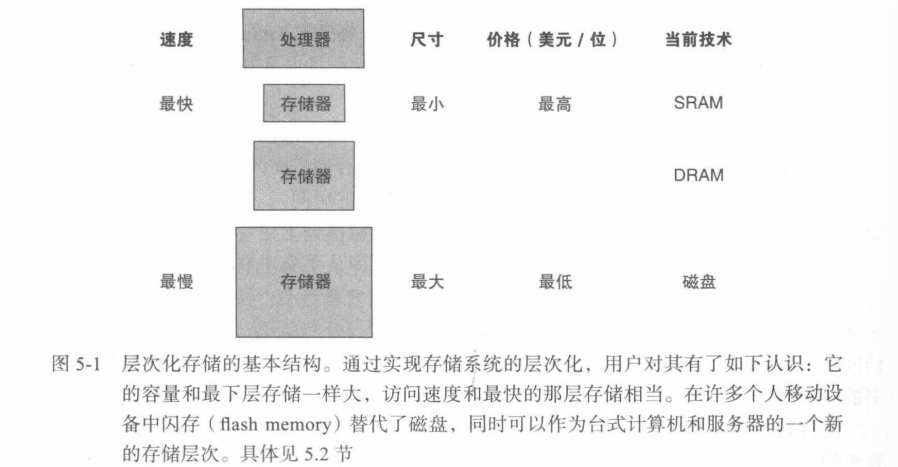 速度 处理器 尺寸 价格（美元 / 位） 当前技术
最快 存储器 最小 最高 SRAM
存储器 DRAM
最慢 存储器 最大 最低 磁盘
图 5-1 层次化存储的基本结构。通过实现存储系统的层次化，用户对其有了如下认识：它
的容量和最下层存储一样大，访问速度和最快的那层存储相当。在许多个人移动设
备中闪存（flash memory）替代了磁盘，同时可以作为台式计算机和服务器的一个新
的存储层次。具体见 5.2 节